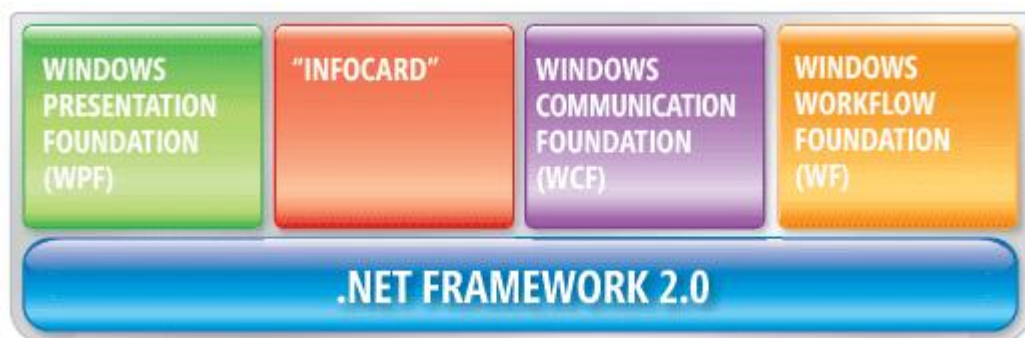 WINDOWS
PRESENTATION
FOUNDATION
(WPF)
“INFOCARD”
WINDOWS
COMMUNICATION
FOUNDATION
(WCF)
WINDOWS
WORKFLOW
FOUNDATION
(WF)
.NET FRAMEWORK 2.0